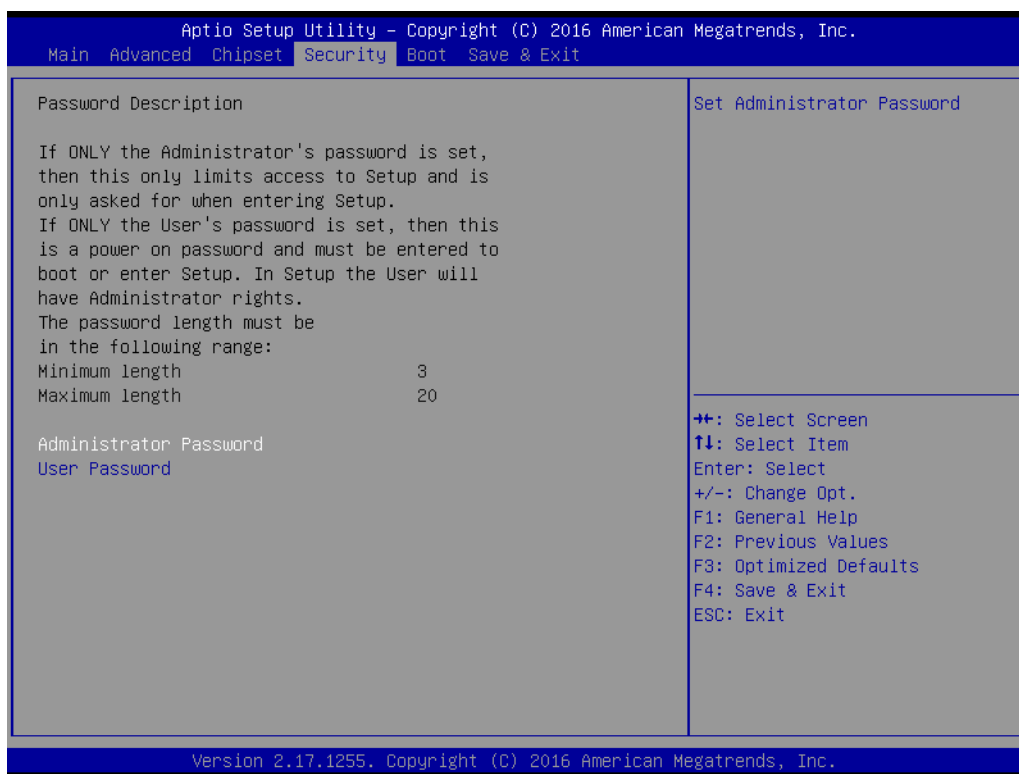 Aptio Setup Utility – Copyright (C) 2016 American Megatrends, Inc.
Main Advanced Chipset Security Boot Save & Exit
Password Description
If ONLY the Administrator's password is set,
then this only limits access to Setup and is
only asked for when entering Setup.
If ONLY the User's password is set, then this
is a power on password and must be entered to
boot or enter Setup. In Setup the User will
have Administrator rights.
The password length must be
in the following range:
Minimum length 3
Maximum length 20
Administrator Password
User Password
Set Administrator Password
→←: Select Screen
↑↓: Select Item
Enter: Select
+/-: Change Opt.
F1: General Help
F2: Previous Values
F3: Optimized Defaults
F4: Save & Exit
ESC: Exit
Version 2.17.1255. Copyright (C) 2016 American Megatrends, Inc.